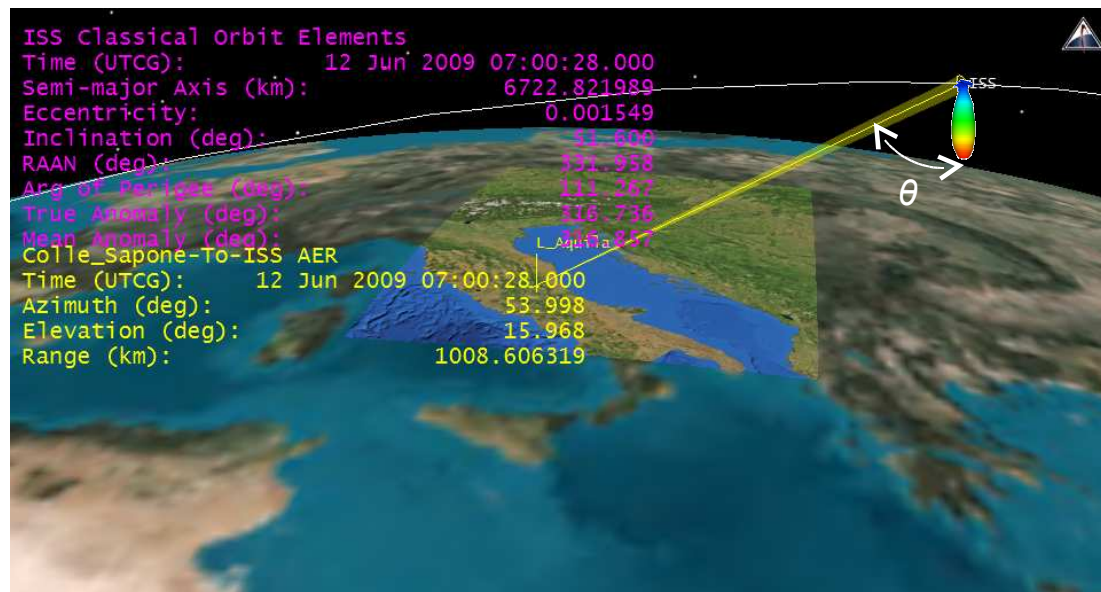 ISS Classical Orbit Elements
Time (UTCG): 12 Jun 2009 07:00:28.000
Semi-major Axis (km): 6722.821989
Eccentricity: 0.001549
Inclination (deg): 51.600
RAAN (deg): 331.958
Arg of Perigee (deg): 111.267
True Anomaly (deg): 316.736
Mean Anomaly (deg): 316.857
Colle_Sapone-To-ISS AER
Time (UTCG): 12 Jun 2009 07:00:28.000
Azimuth (deg): 53.998
Elevation (deg): 15.968
Range (km): 1008.606319
L_Aquila
ISS
θ